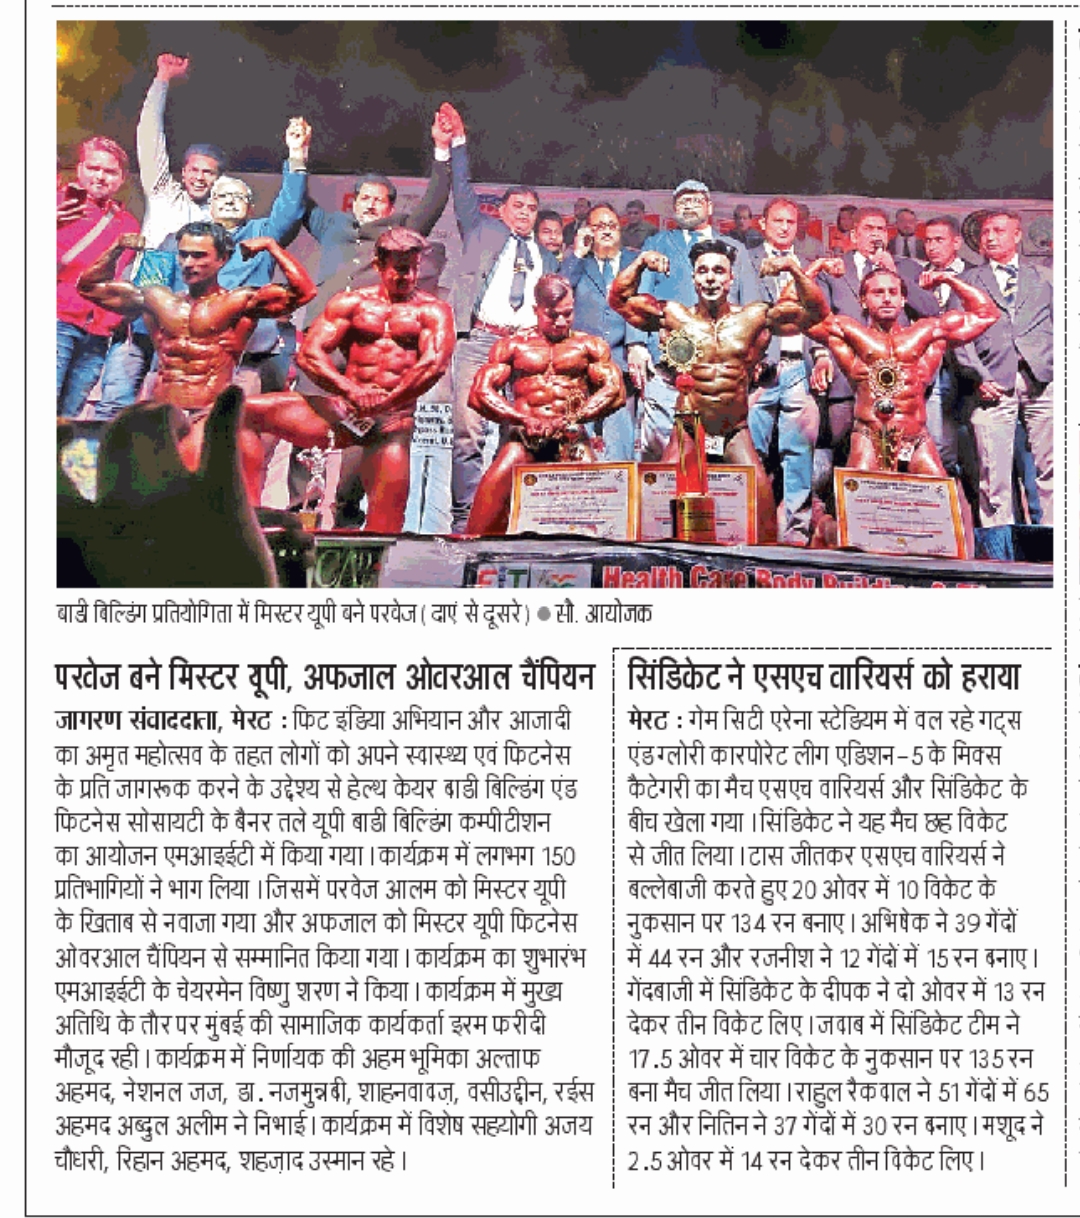 Health Care Body Building & Fi
बाडी बिल्डिंग प्रतियोगिता में मिस्टर यूपी बने परवेज ( दाएं से दूसरे ) ● सौ. आयोजक
परवेज बने मिस्टर यूपी, अफजाल ओवरआल चैंपियन
जागरण संवाददाता, मेरट : फिट इंडिया अभियान और आजादी
का अमृत महोत्सव के तहत लोगों को अपने स्वास्थ्य एवं फिटनेस
के प्रति जागरूक करने के उद्देश्य से हेल्थ केयर बाडी बिल्डिंग एंड
फिटनेस सोसायटी के बैनर तले यूपी बाडी बिल्डिंग कम्पीटीशन
का आयोजन एमआइईटी में किया गया । कार्यक्रम में लगभग 150
प्रतिभागियों ने भाग लिया । जिसमें परवेज आलम को मिस्टर यूपी
के खिताब से नवाजा गया और अफजाल को मिस्टर यूपी फिटनेस
ओवरआल चैंपियन से सम्मानित किया गया । कार्यक्रम का शुभारंभ
एमआइईटी के चेयरमेन विष्णु शरण ने किया । कार्यक्रम में मुख्य
अतिथि के तौर पर मुंबई की सामाजिक कार्यकर्ता इरम फरीदी
मौजूद रही । कार्यक्रम में निर्णायक की अहम भूमिका अल्ताफ
अहमद, नेशनल जज, डा. नजमुन्नबी, शाहनवावज़, वसीउद्दीन, रईस
अहमद अब्दुल अलीम ने निभाई । कार्यक्रम में विशेष सहयोगी अजय
चौधरी, रिहान अहमद, शहज़ाद उस्मान रहे ।
सिंडिकेट ने एसएच वारियर्स को हराया
मेरट : गेम सिटी एरेना स्टेडियम में वल रहे गट्स
एंड ग्लोरी कारपोरेट लीग एडिशन-5 के मिक्स
कैटेगरी का मैच एसएच वारियर्स और सिंडिकेट के
बीच खेला गया । सिंडिकेट ने यह मैच छह विकेट
से जीत लिया । टास जीतकर एसएच वारियर्स ने
बल्लेबाजी करते हुए 20 ओवर में 10 विकेट के
नुकसान पर 134 रन बनाए । अभिषेक ने 39 गेंदों
में 44 रन और रजनीश ने 12 गेंदों में 15 रन बनाए ।
गेंदबाजी में सिंडिकेट के दीपक ने दो ओवर में 13 रन
देकर तीन विकेट लिए । जवाब में सिंडिकेट टीम ने
17.5 ओवर में चार विकेट के नुकसान पर 135 रन
बना मैच जीत लिया । राहुल रैकवाल ने 51 गेंदों में 65
रन और नितिन ने 37 गेंदों में 30 रन बनाए । मशूद ने
2.5 ओवर में 14 रन देकर तीन विकेट लिए ।